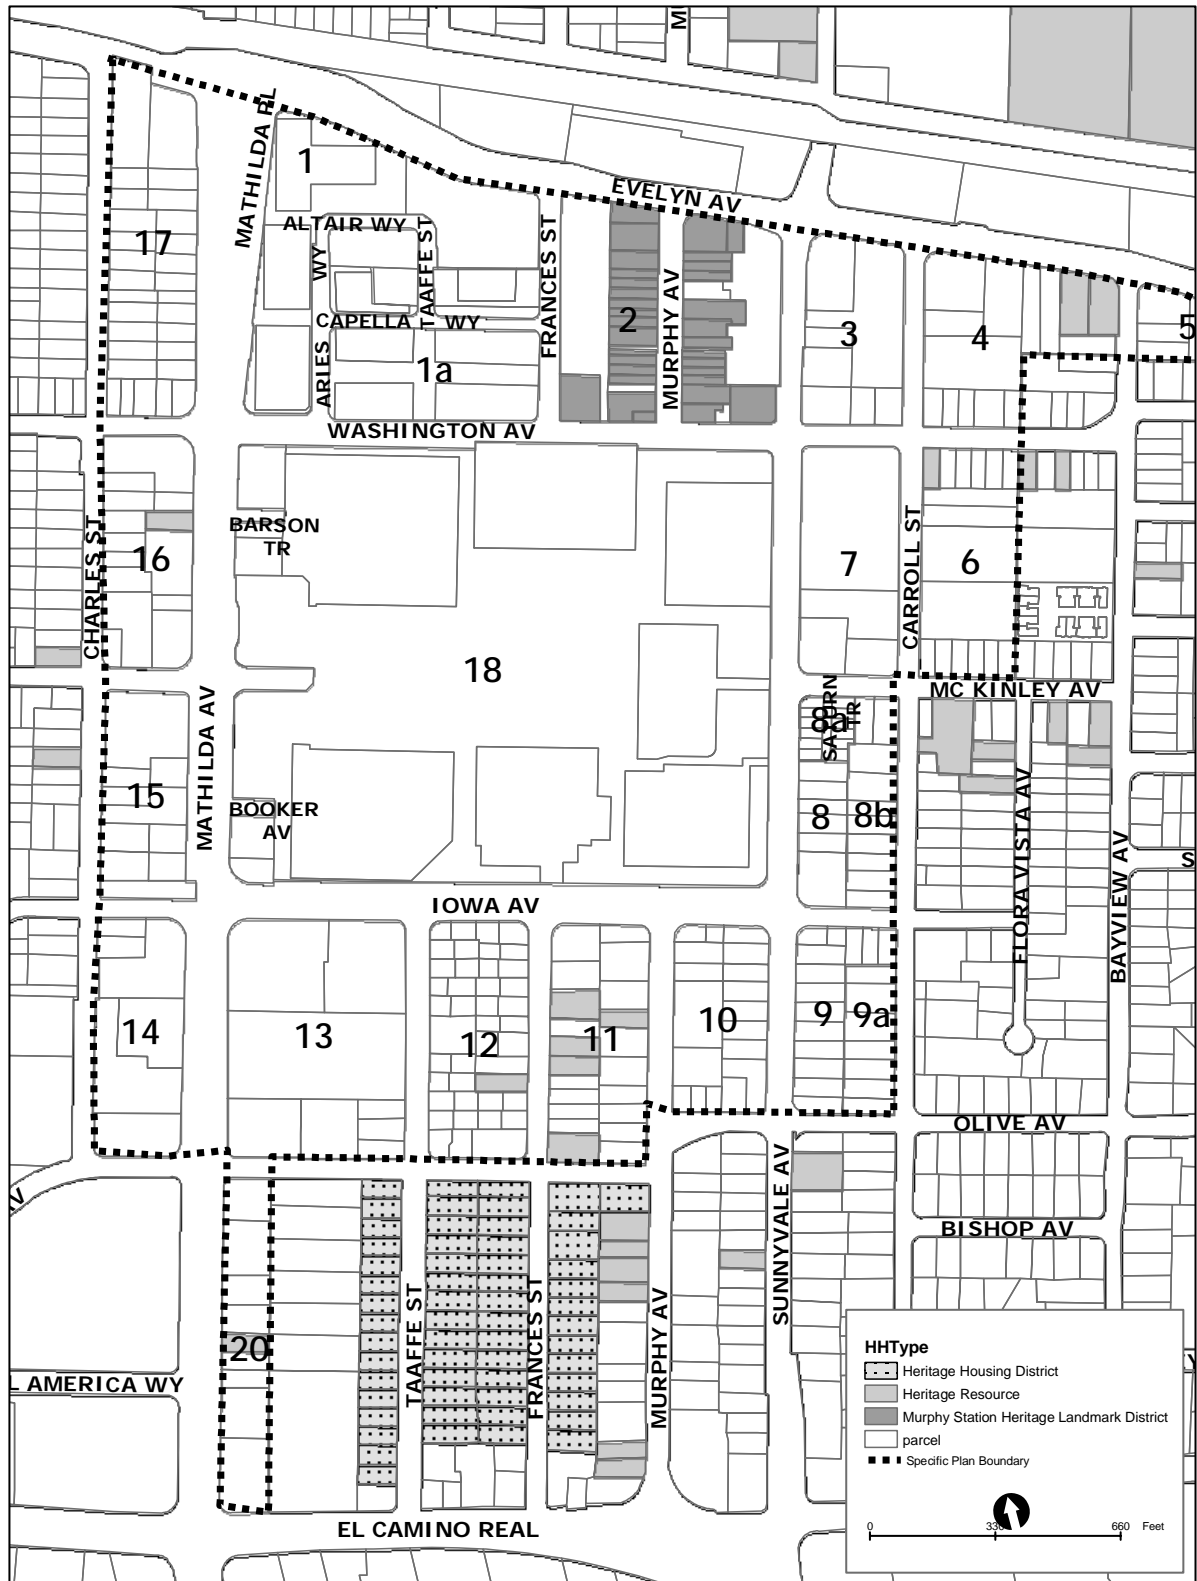 MATHILDA PL
1
EVELYN AV
ALTAIR WY
17
WY
TAAFFE ST
FRANCES ST
MURPHY AV
2
3
4
5
CAPELLA WY
ARIES
1a
WASHINGTON AV
CHARLES ST
BARSON
TR
16
CARROLL ST
7
6
18
MC KINLEY AV
SATURN
TR
8a
MATHILDA AV
15
BOOKER
AV
8
8b
FLORA VISTA AV
BAYVIEW AV
S
IOWA AV
14
13
12
11
10
9
9a
OLIVE AV
SUNNYVALE AV
BISHOP AV
TAAFFE ST
FRANCES ST
MURPHY AV
20
L AMERICA WY
EL CAMINO REAL
HHType
Heritage Housing District
Heritage Resource
Murphy Station Heritage Landmark District
parcel
Specific Plan Boundary
0 330 660 Feet